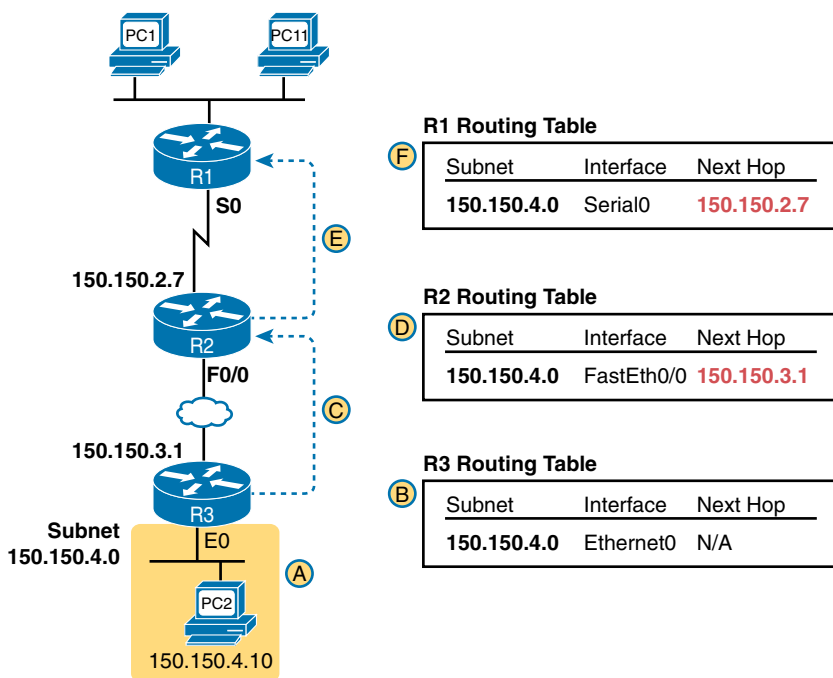 PC1
PC11
R1
S0
E
150.150.2.7
R2
F0/0
C
150.150.3.1
R3
Subnet
150.150.4.0
E0
A
PC2
150.150.4.10
R1 Routing Table
F
Subnet Interface Next Hop
150.150.4.0 Serial0 150.150.2.7
R2 Routing Table
D
Subnet Interface Next Hop
150.150.4.0 FastEth0/0 150.150.3.1
R3 Routing Table
B
Subnet Interface Next Hop
150.150.4.0 Ethernet0 N/A